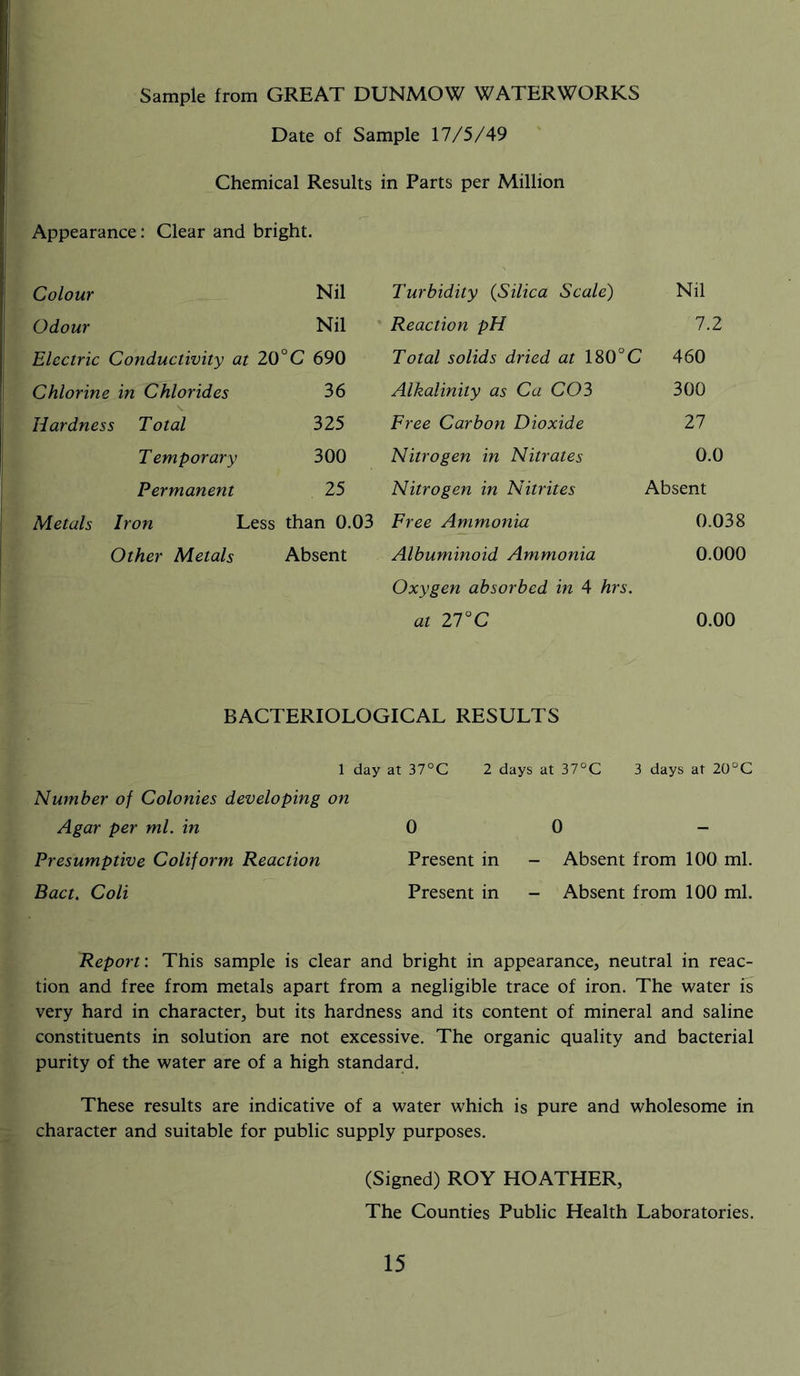 Sample from GREAT DUNMOW WATERWORKS
Date of Sample 17/5/49
Chemical Results in Parts per Million
Appearance: Clear and bright.
Colour Nil Turbidity (Silica Scale) Nil
Odour Nil Reaction pH 7.2
Electric Conductivity at 20°C 690 Total solids dried at 180°C 460
Chlorine in Chlorides 36 Alkalinity as Ca CO3 300
Hardness Total 325 Free Carbon Dioxide 27
Temporary 300 Nitrogen in Nitrates 0.0
Permanent 25 Nitrogen in Nitrites Absent
Metals Iron Less than 0.03 Free Ammonia 0.038
Other Metals Absent Albuminoid Ammonia 0.000
Oxygen absorbed in 4 hrs.
at 27°C 0.00
BACTERIOLOGICAL RESULTS
1 day at 37°C 2 days at 37°C 3 days at 20°C
Number of Colonies developing on
Agar per ml. in 0 0 –
Presumptive Coliform Reaction Present in – Absent from 100 ml.
Bact. Coli Present in – Absent from 100 ml.
Report: This sample is clear and bright in appearance, neutral in reac-
tion and free from metals apart from a negligible trace of iron. The water is
very hard in character, but its hardness and its content of mineral and saline
constituents in solution are not excessive. The organic quality and bacterial
purity of the water are of a high standard.
These results are indicative of a water which is pure and wholesome in
character and suitable for public supply purposes.
(Signed) ROY HOATHER,
The Counties Public Health Laboratories.
15